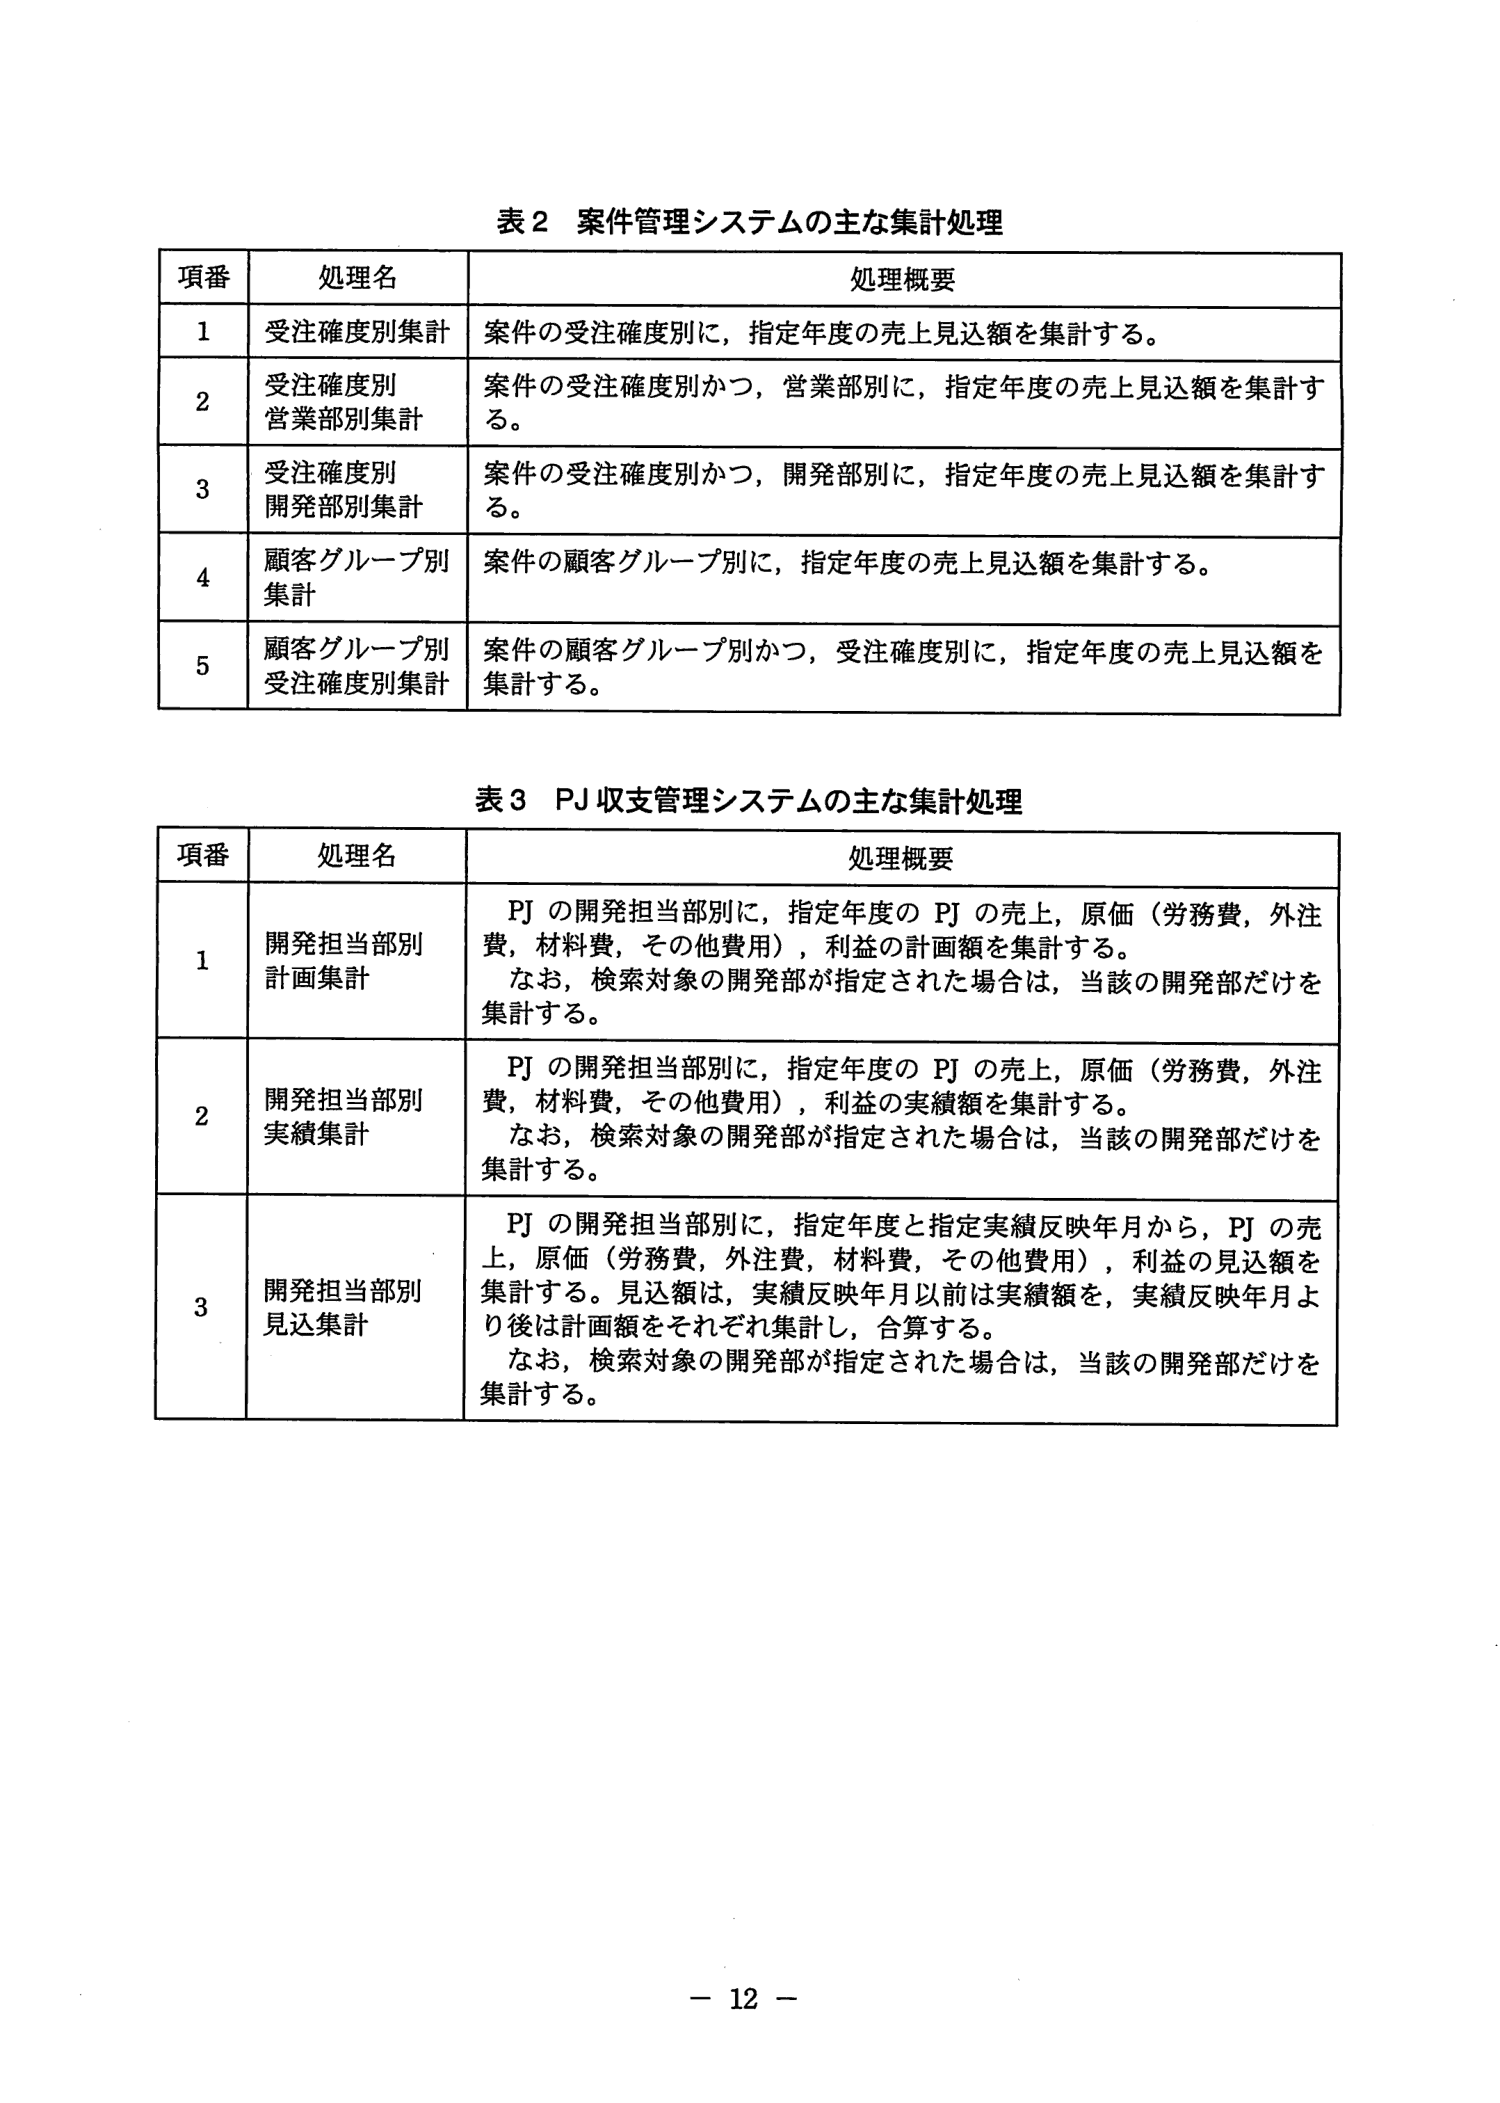 表2　案件管理システムの主な集計処理
項番　処理名　処理概要
1　受注確度別集計　案件の受注確度別に，指定年度の売上見込額を集計する。
2　受注確度別
営業部別集計
案件の受注確度別かつ，営業部別に，指定年度の売上見込額を集計す
る。
3　受注確度別
開発部別集計
案件の受注確度別かつ，開発部別に，指定年度の売上見込額を集計す
る。
4　顧客グループ別
集計
案件の顧客グループ別に，指定年度の売上見込額を集計する。
5　顧客グループ別
受注確度別集計
案件の顧客グループ別かつ，受注確度別に，指定年度の売上見込額を
集計する。
表3　PJ収支管理システムの主な集計処理
項番　処理名　処理概要
1　開発担当部別
計画集計
PJ の開発担当部別に，指定年度の PJ の売上，原価（労務費，外注
費，材料費，その他費用），利益の計画額を集計する。
なお，検索対象の開発部が指定された場合は，当該の開発部だけを
集計する。
2　開発担当部別
実績集計
PJ の開発担当部別に，指定年度の PJ の売上，原価（労務費，外注
費，材料費，その他費用），利益の実績額を集計する。
なお，検索対象の開発部が指定された場合は，当該の開発部だけを
集計する。
3　開発担当部別
見込集計
PJ の開発担当部別に，指定年度と指定実績反映年月から，PJ の売
上，原価（労務費，外注費，材料費，その他費用），利益の見込額を
集計する。見込額は，実績反映年月以前は実績額を，実績反映年月よ
り後は計画額をそれぞれ集計し，合算する。
なお，検索対象の開発部が指定された場合は，当該の開発部だけを
集計する。
－ 12 －